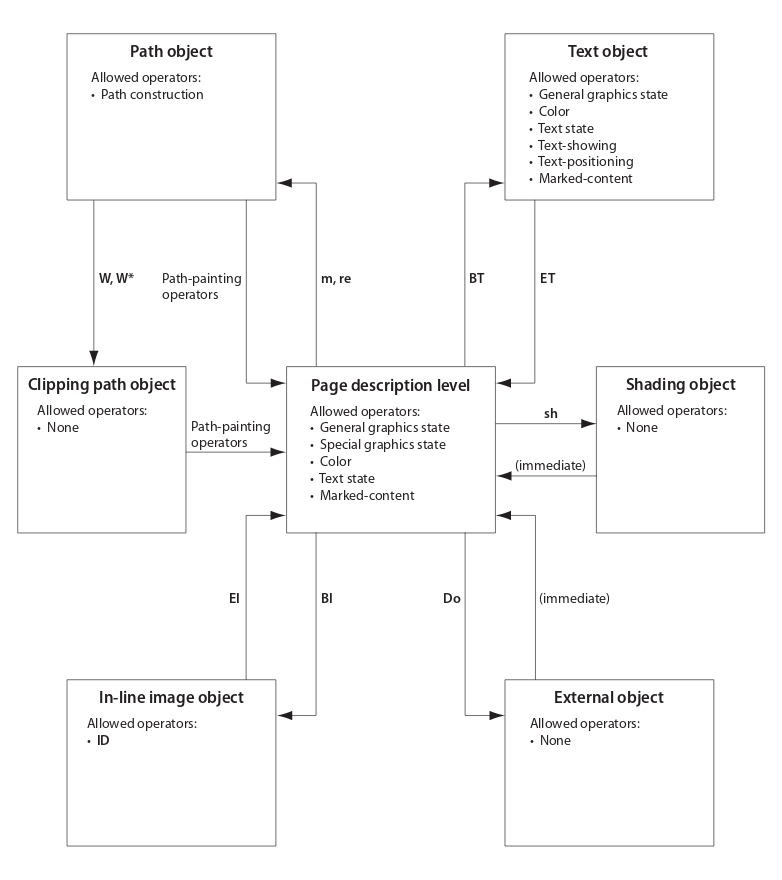 Path object
Allowed operators:
• Path construction
Text object
Allowed operators:
• General graphics state
• Color
• Text state
• Text-showing
• Text-positioning
• Marked-content
W, W*
Path-painting
operators
m, re
BT
ET
Clipping path object
Allowed operators:
• None
Path-painting
operators
Page description level
Allowed operators:
• General graphics state
• Special graphics state
• Color
• Text state
• Marked-content
sh
(immediate)
Shading object
Allowed operators:
• None
EI
BI
Do
(immediate)
In-line image object
Allowed operators:
• ID
External object
Allowed operators:
• None